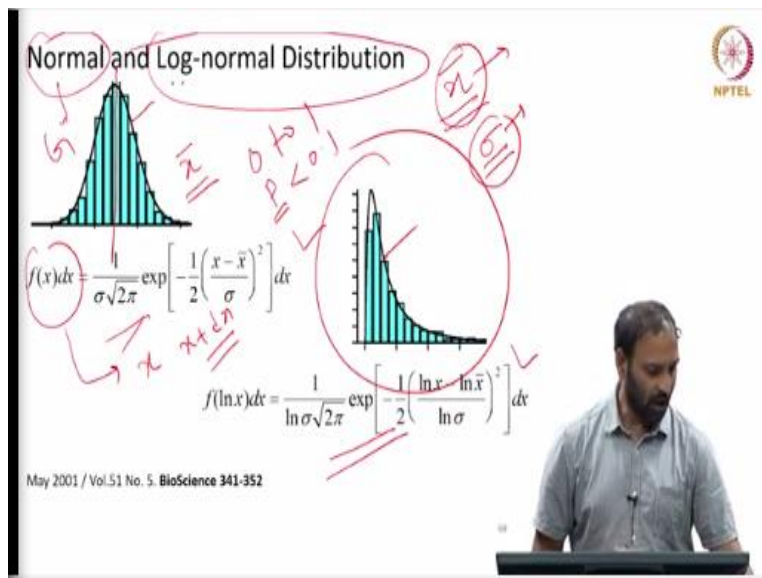 Normal and Log-normal Distribution
NPTEL
x̄
σ
G
x̄
0 to 1
P < 0.1
f(x)dx = 1/(σ√2π) exp[-1/2((x-x̄)/σ)²]dx
x x+dx
f(ln x)dx = 1/(ln σ√2π) exp[-1/2((ln x - ln x̄)/ln σ)²]dx
May 2001 / Vol.51 No. 5. BioScience 341-352